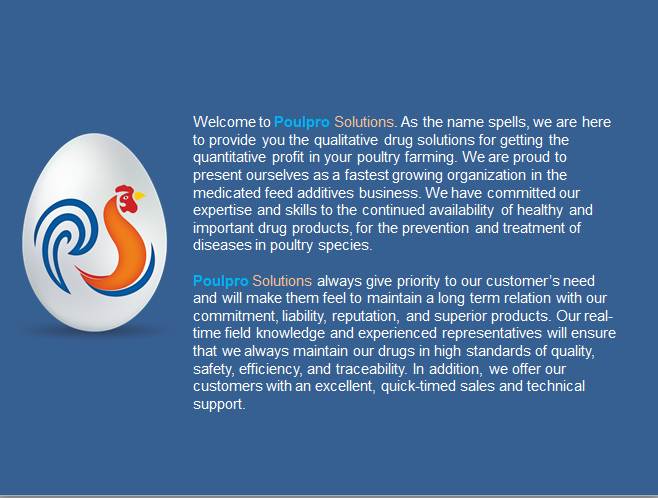 Welcome to Poulpro Solutions. As the name spells, we are here
to provide you the qualitative drug solutions for getting the
quantitative profit in your poultry farming. We are proud to
present ourselves as a fastest growing organization in the
medicated feed additives business. We have committed our
expertise and skills to the continued availability of healthy and
important drug products, for the prevention and treatment of
diseases in poultry species.
Poulpro Solutions always give priority to our customer's need
and will make them feel to maintain a long term relation with our
commitment, liability, reputation, and superior products. Our real-
time field knowledge and experienced representatives will ensure
that we always maintain our drugs in high standards of quality,
safety, efficiency, and traceability. In addition, we offer our
customers with an excellent, quick-timed sales and technical
support.